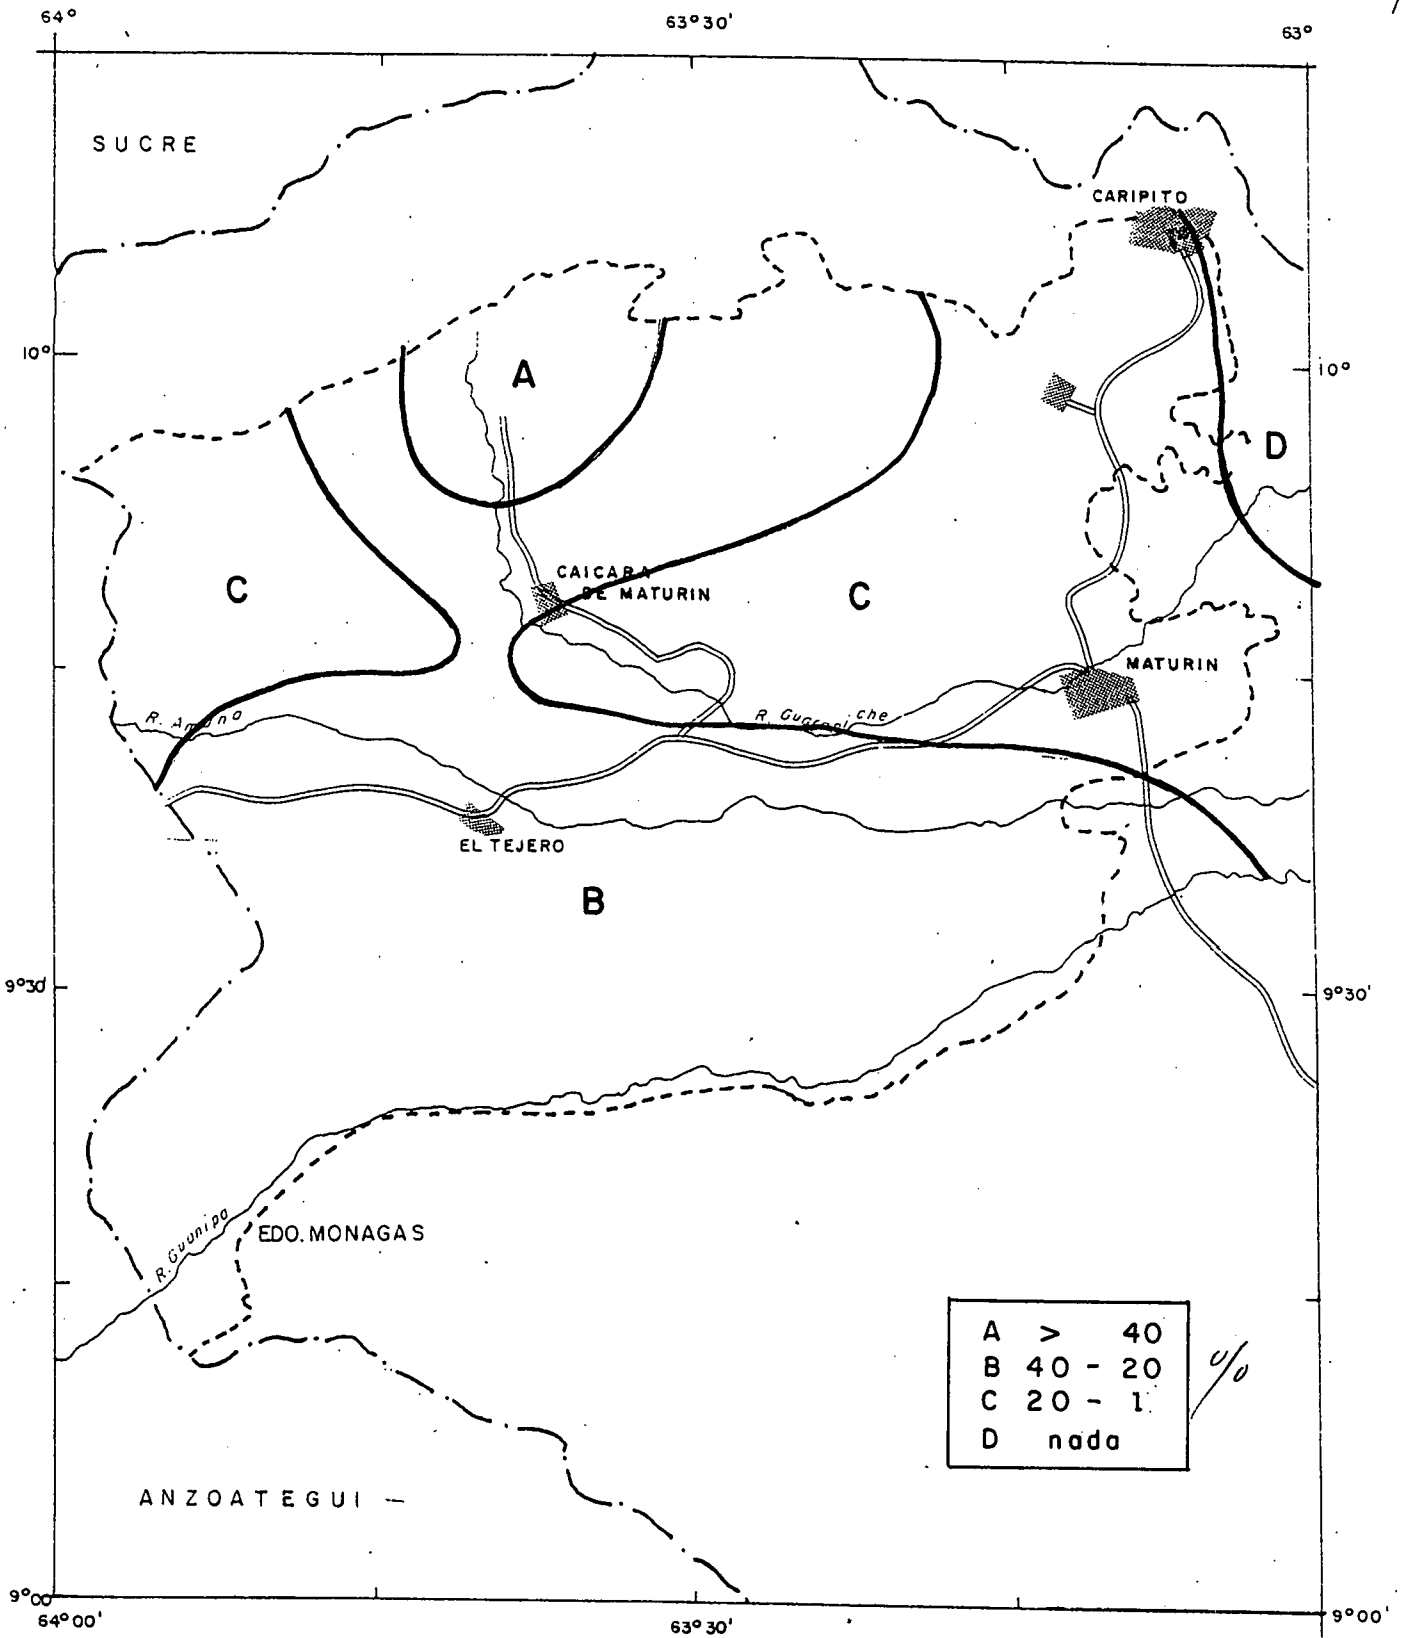 64°
63°30'
63°
SUCRE
CARIPITO
10°
A
10°
D
CAICARA
DE MATURIN
C
C
MATURIN
R. Amana
R. Guarapiche
EL TEJERO
B
9°30'
9°30'
R. Guanipa
EDO. MONAGAS
A > 40
B 40 - 20
C 20 - 1
D nada
%
ANZOATEGUI
9°00'
64°00'
63°30'
9°00'